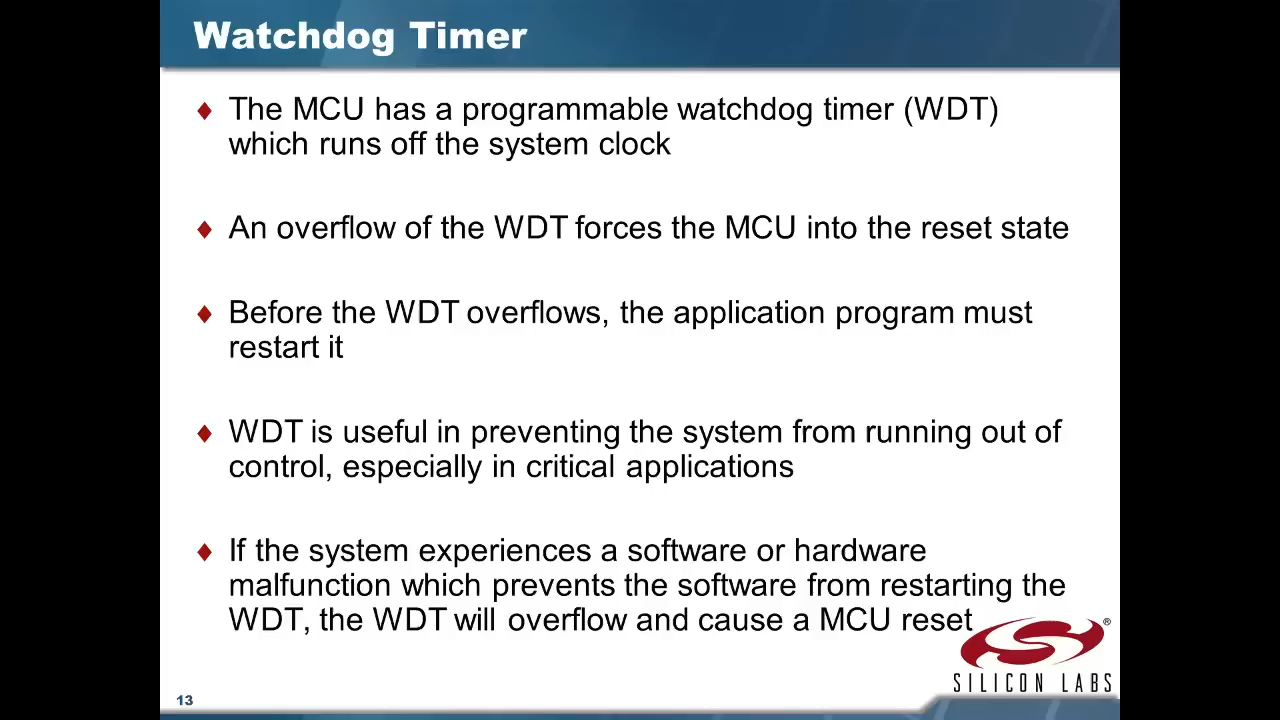 Watchdog Timer
The MCU has a programmable watchdog timer (WDT)
which runs off the system clock
An overflow of the WDT forces the MCU into the reset state
Before the WDT overflows, the application program must
restart it
WDT is useful in preventing the system from running out of
control, especially in critical applications
If the system experiences a software or hardware
malfunction which prevents the software from restarting the
WDT, the WDT will overflow and cause a MCU reset
®
SILICON LABS
13